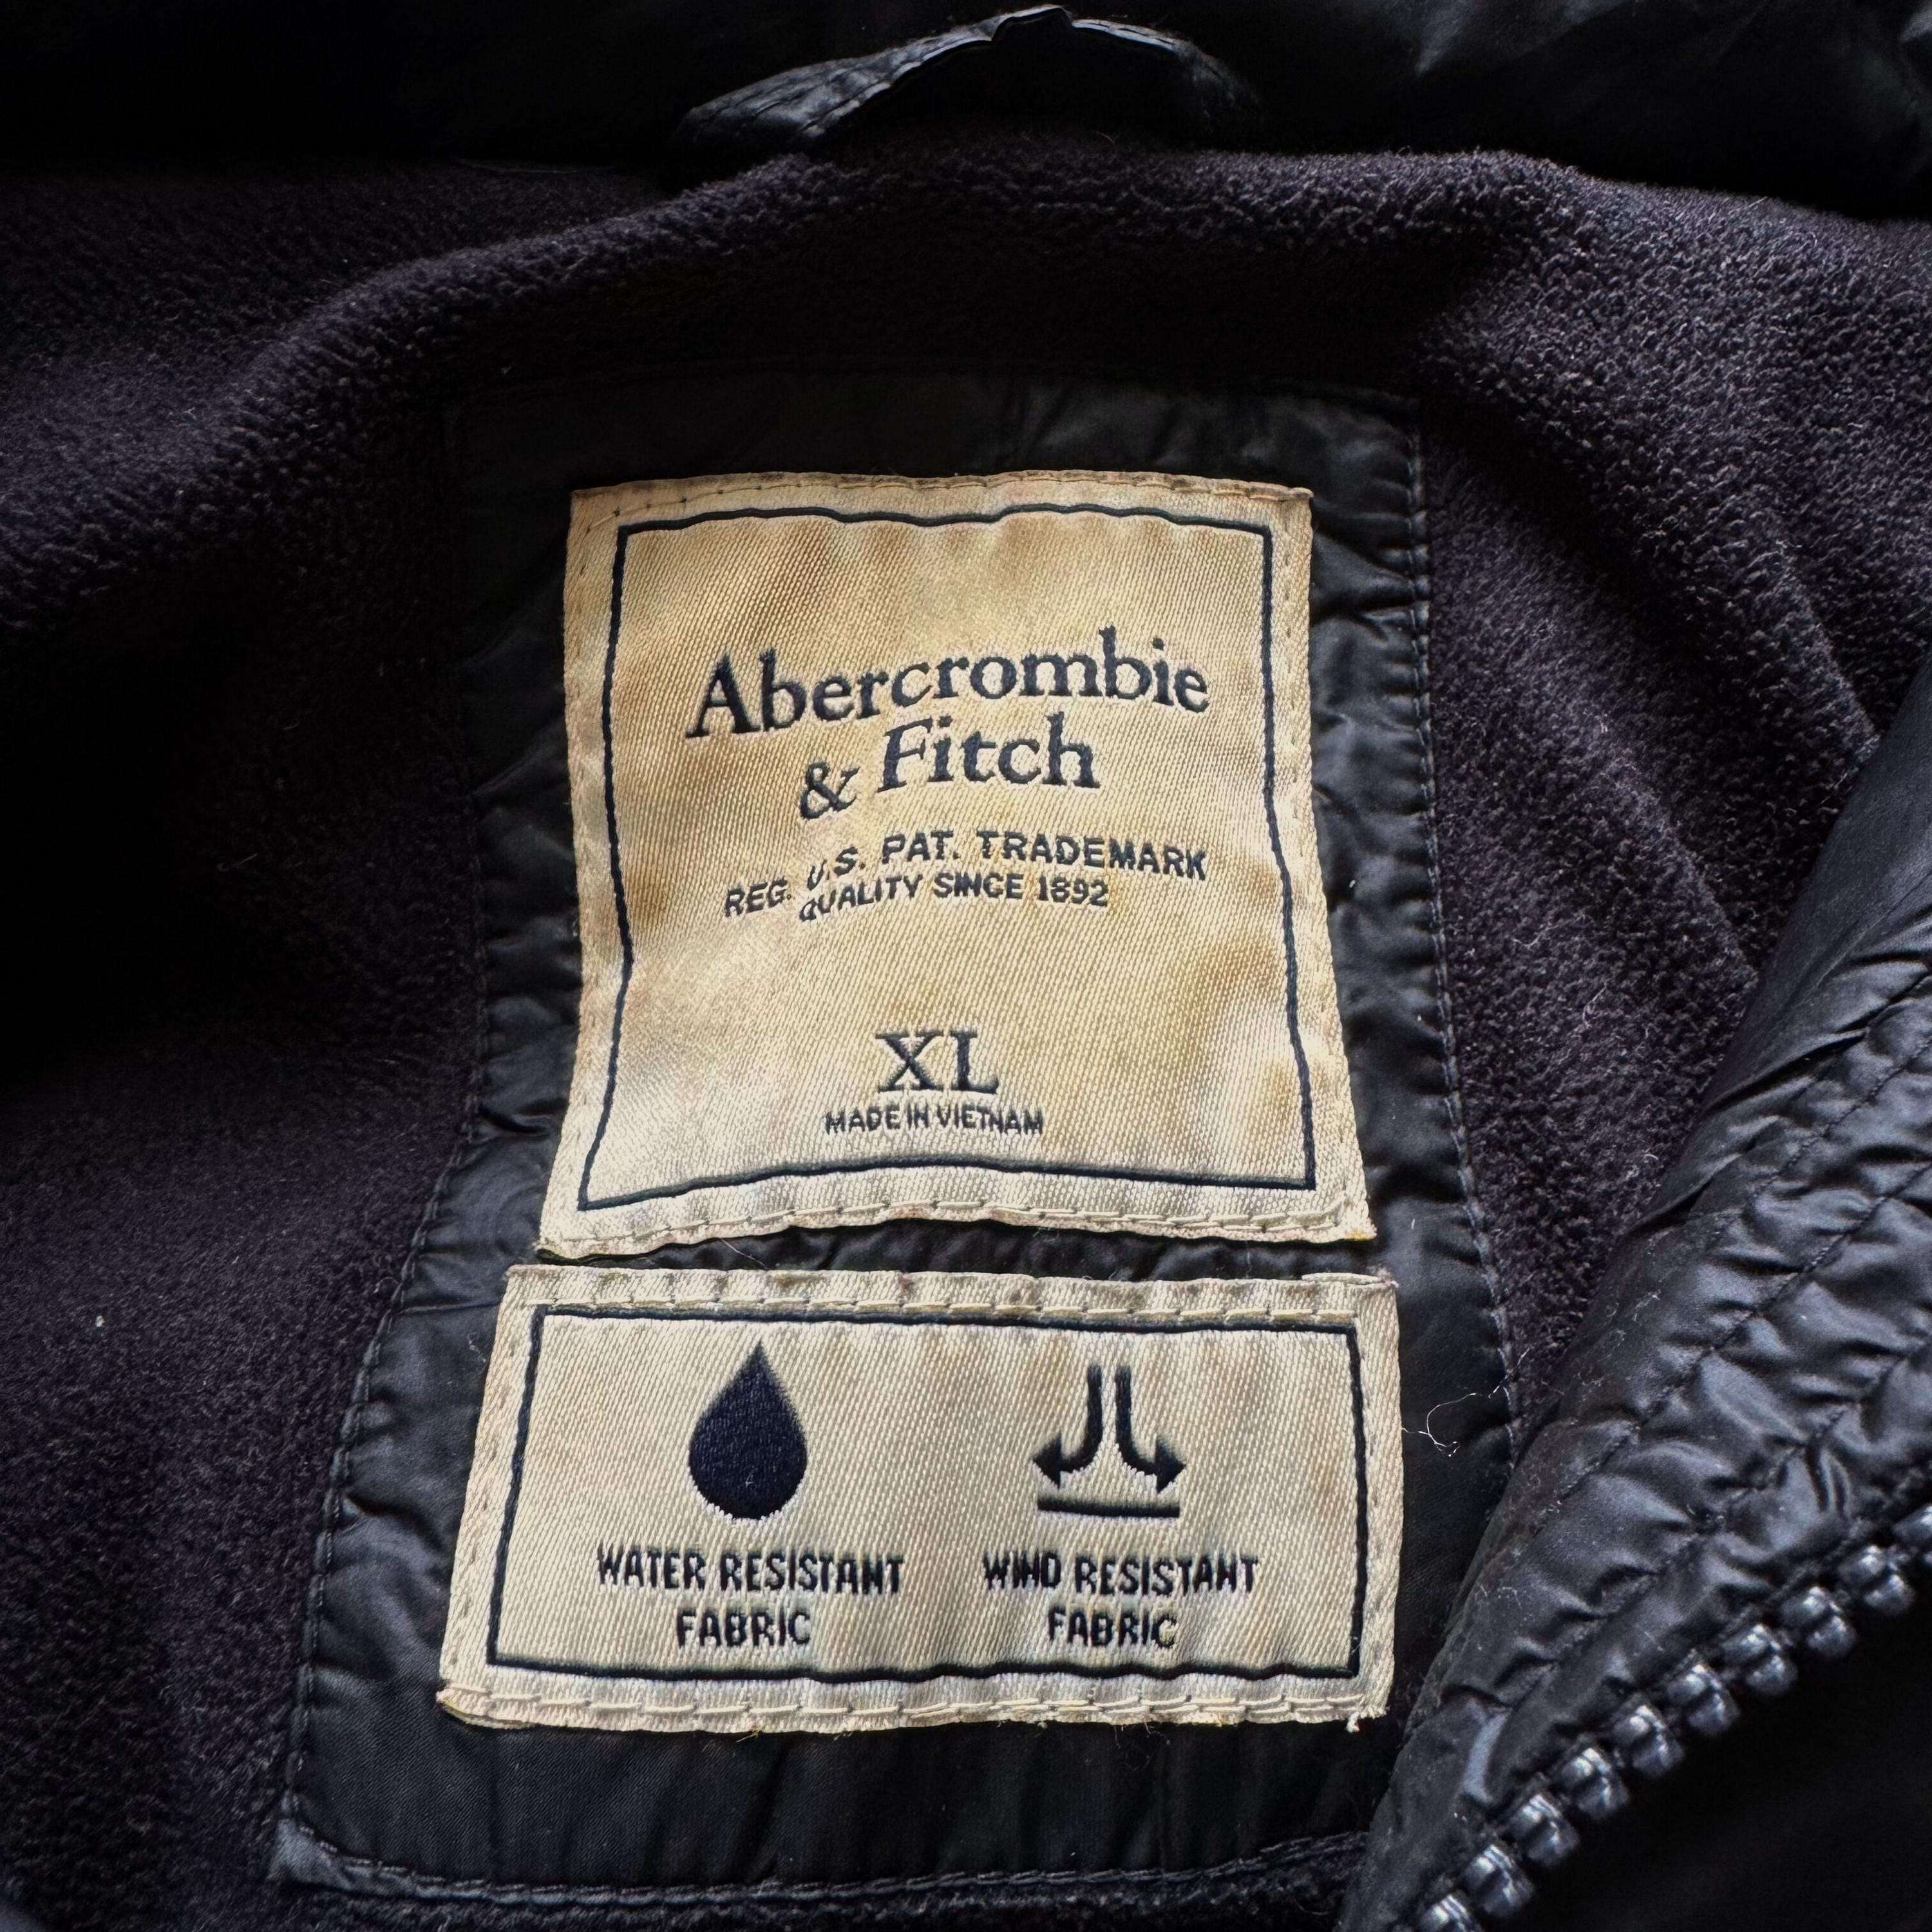 Abercrombie
& Fitch
REG. U.S. PAT. TRADEMARK
QUALITY SINCE 1892
XL
MADE IN VIETNAM
WATER RESISTANT
FABRIC
WIND RESISTANT
FABRIC